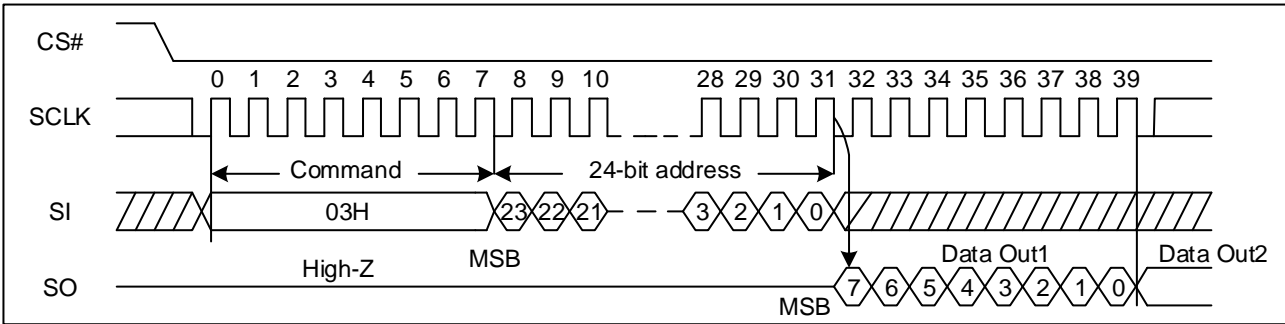 CS#
0 1 2 3 4 5 6 7 8 9 10 28 29 30 31 32 33 34 35 36 37 38 39
SCLK
Command 24-bit address
SI 03H 23 22 21 3 2 1 0
High-Z MSB Data Out1 Data Out2
SO MSB 7 6 5 4 3 2 1 0